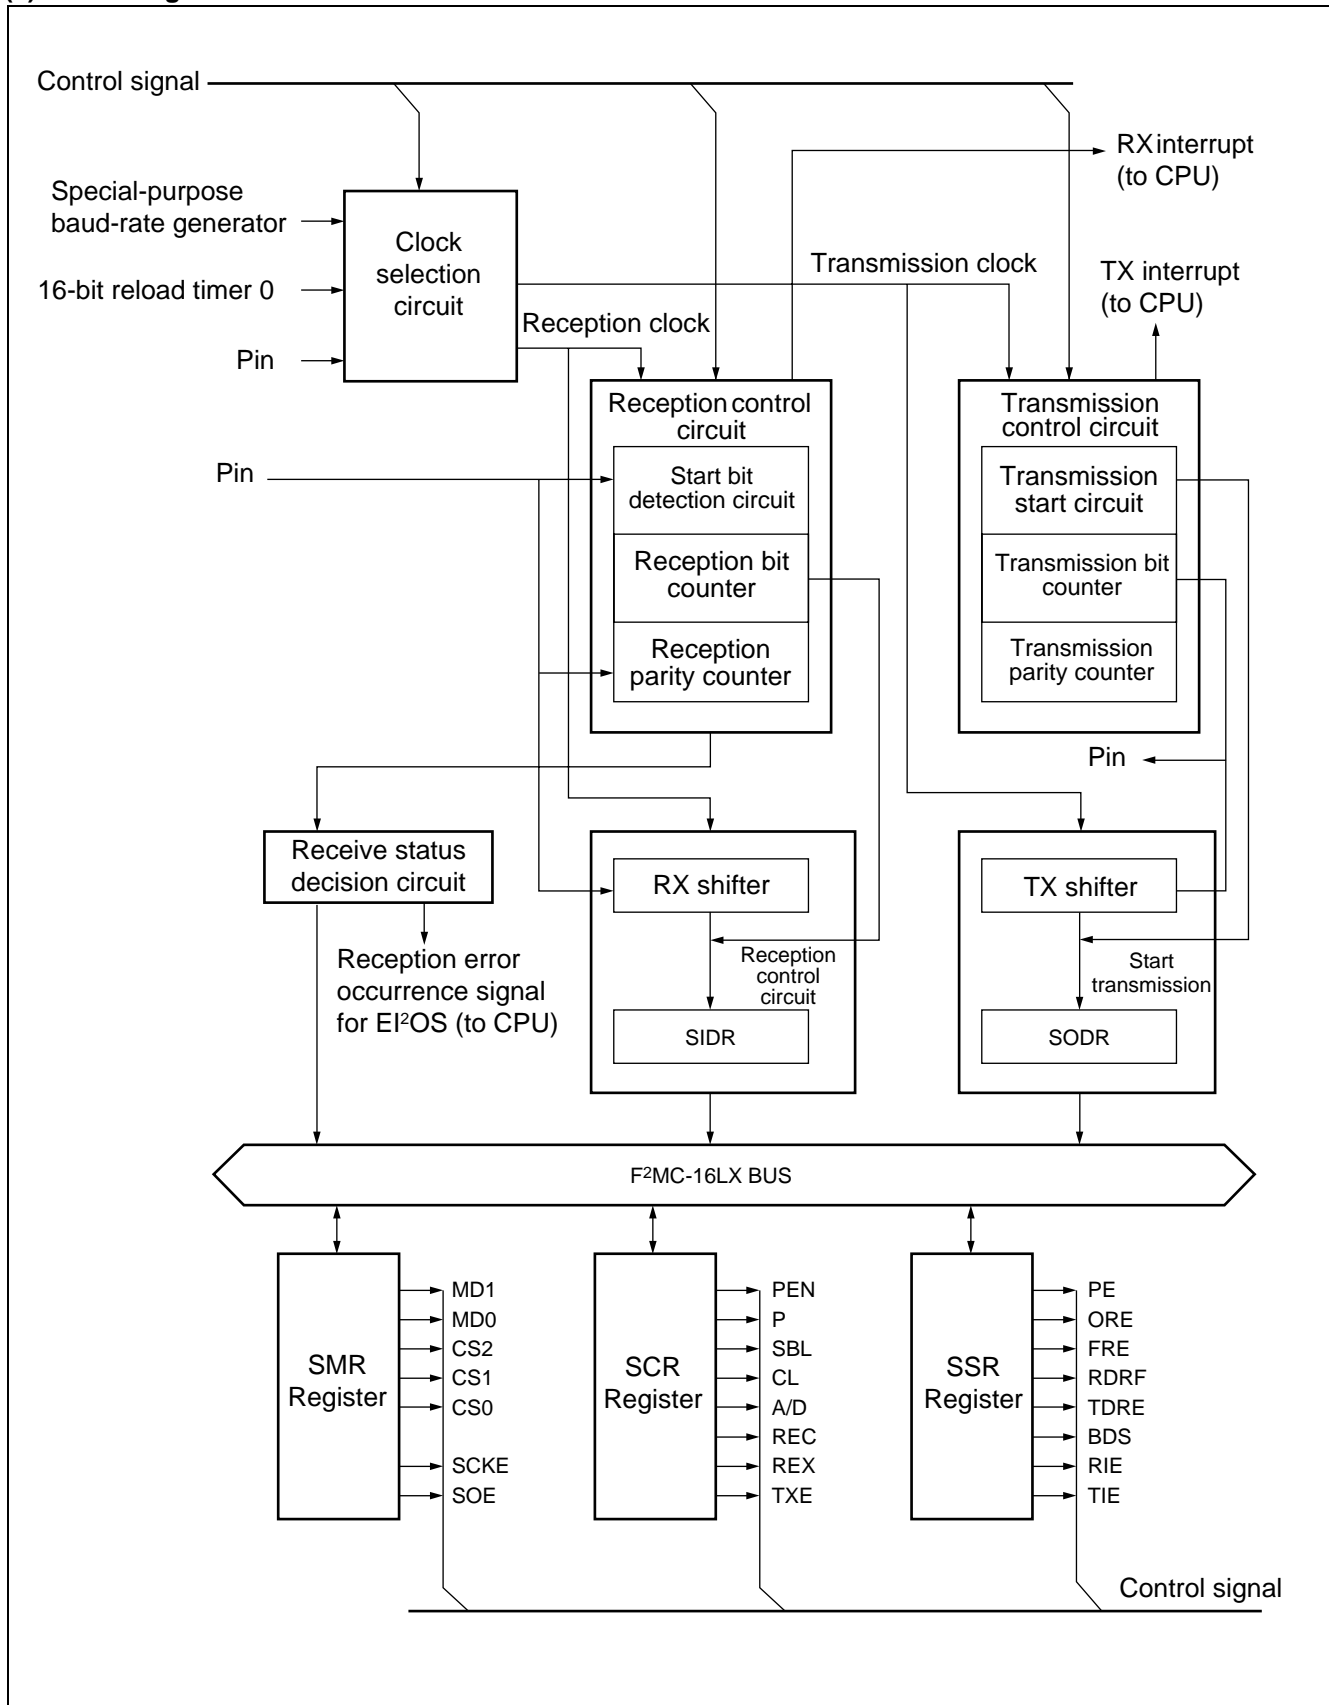 Control signal
RX interrupt
(to CPU)
Special-purpose
baud-rate generator
Clock
selection
circuit
Transmission clock
TX interrupt
(to CPU)
16-bit reload timer 0
Reception clock
Pin
Reception control
circuit
Transmission
control circuit
Pin
Start bit
detection circuit
Transmission
start circuit
Reception bit
counter
Transmission bit
counter
Reception
parity counter
Transmission
parity counter
Pin
Receive status
decision circuit
RX shifter
TX shifter
Reception error
occurrence signal
for EI²OS (to CPU)
Reception
control
circuit
Start
transmission
SIDR
SODR
F²MC-16LX BUS
SMR
Register
MD1
MD0
CS2
CS1
CS0
SCKE
SOE
SCR
Register
PEN
P
SBL
CL
A/D
REC
REX
TXE
SSR
Register
PE
ORE
FRE
RDRF
TDRE
BDS
RIE
TIE
Control signal